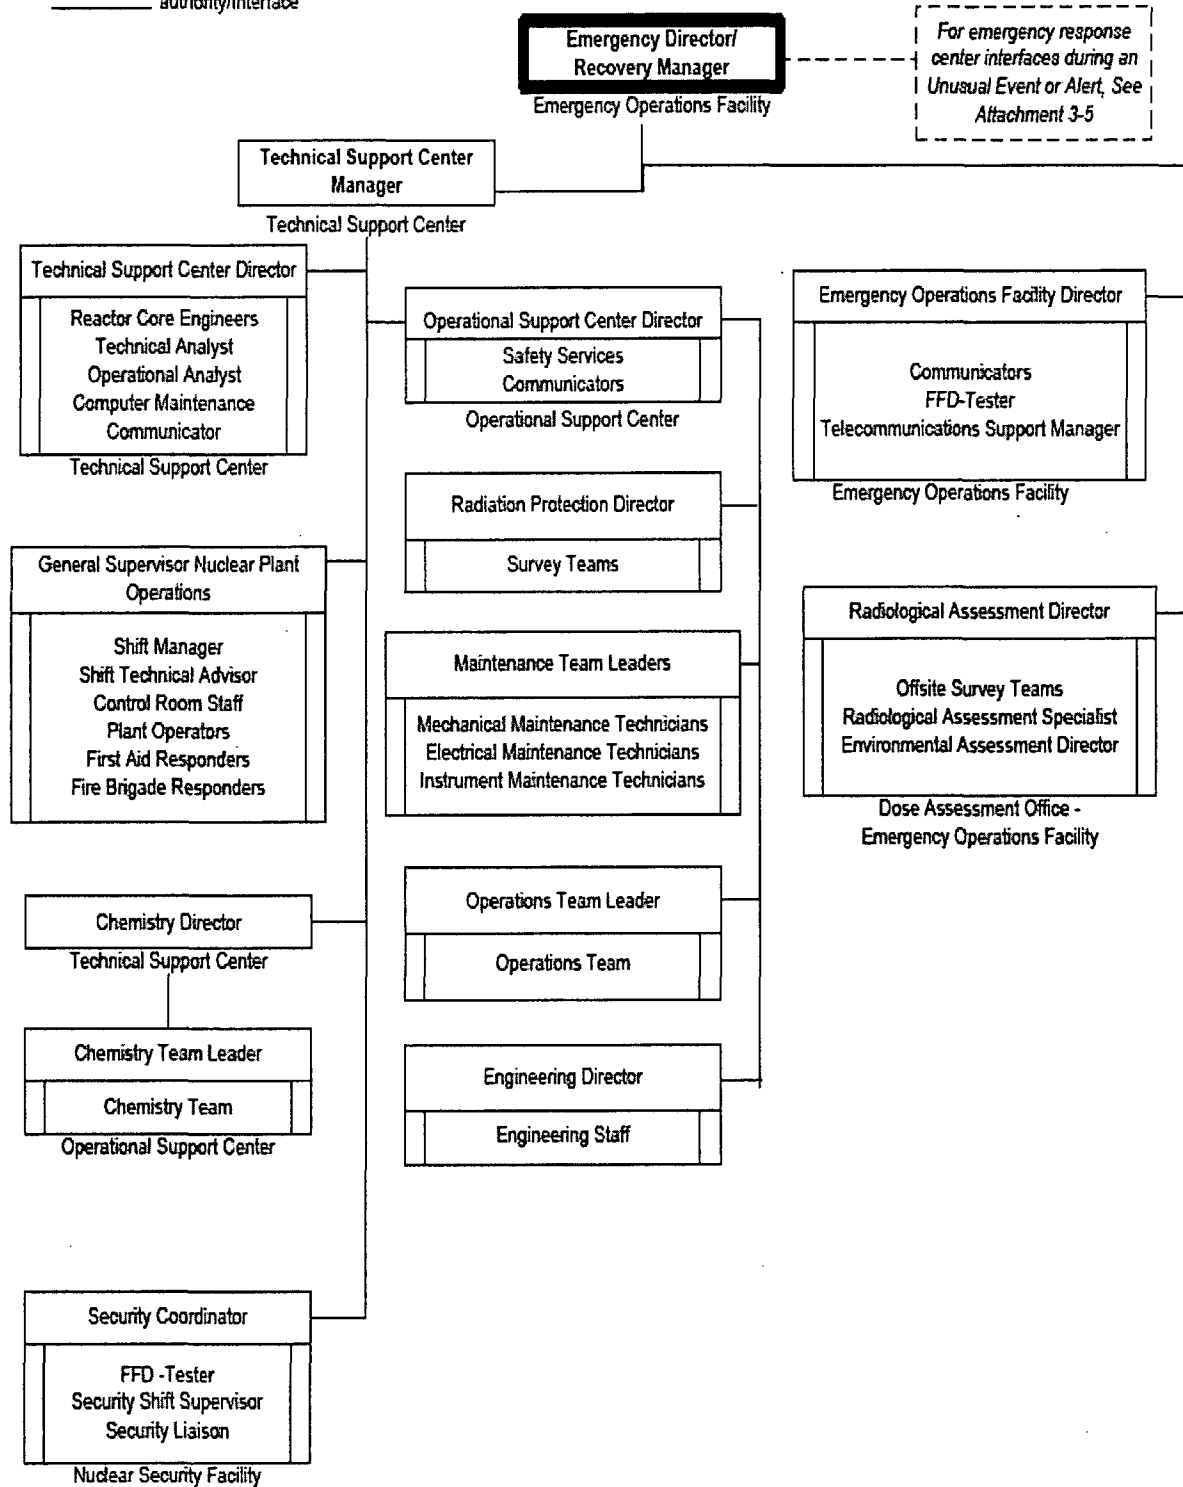 authority/interface
Emergency Director/
Recovery Manager
Emergency Operations Facility
For emergency response
center interfaces during an
Unusual Event or Alert, See
Attachment 3-5
Technical Support Center
Manager
Technical Support Center
Technical Support Center Director
Reactor Core Engineers
Technical Analyst
Operational Analyst
Computer Maintenance
Communicator
Technical Support Center
Operational Support Center Director
Safety Services
Communicators
Operational Support Center
Emergency Operations Facility Director
Communicators
FFD-Tester
Telecommunications Support Manager
Emergency Operations Facility
Radiation Protection Director
Survey Teams
General Supervisor Nuclear Plant
Operations
Shift Manager
Shift Technical Advisor
Control Room Staff
Plant Operators
First Aid Responders
Fire Brigade Responders
Maintenance Team Leaders
Mechanical Maintenance Technicians
Electrical Maintenance Technicians
Instrument Maintenance Technicians
Radiological Assessment Director
Offsite Survey Teams
Radiological Assessment Specialist
Environmental Assessment Director
Dose Assessment Office -
Emergency Operations Facility
Chemistry Director
Technical Support Center
Operations Team Leader
Operations Team
Chemistry Team Leader
Chemistry Team
Operational Support Center
Engineering Director
Engineering Staff
Security Coordinator
FFD -Tester
Security Shift Supervisor
Security Liaison
Nuclear Security Facility